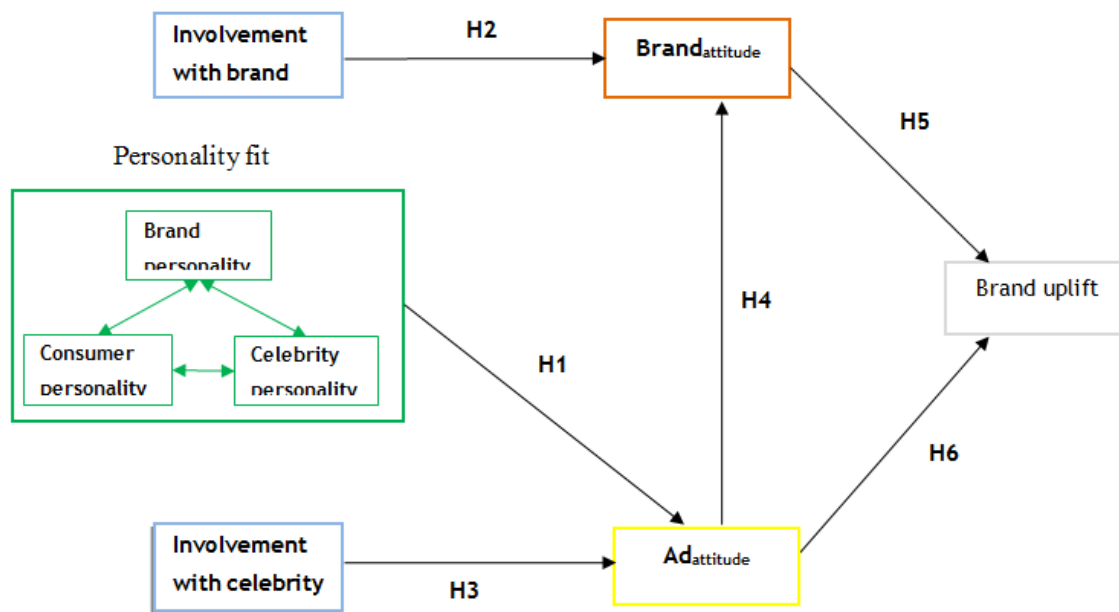 Involvement
with brand
H2
Brandattitude
H5
Personality fit
Brand
personality
Consumer
personality
Celebrity
personality
H1
H4
Brand uplift
H6
Involvement
with celebrity
H3
Adattitude